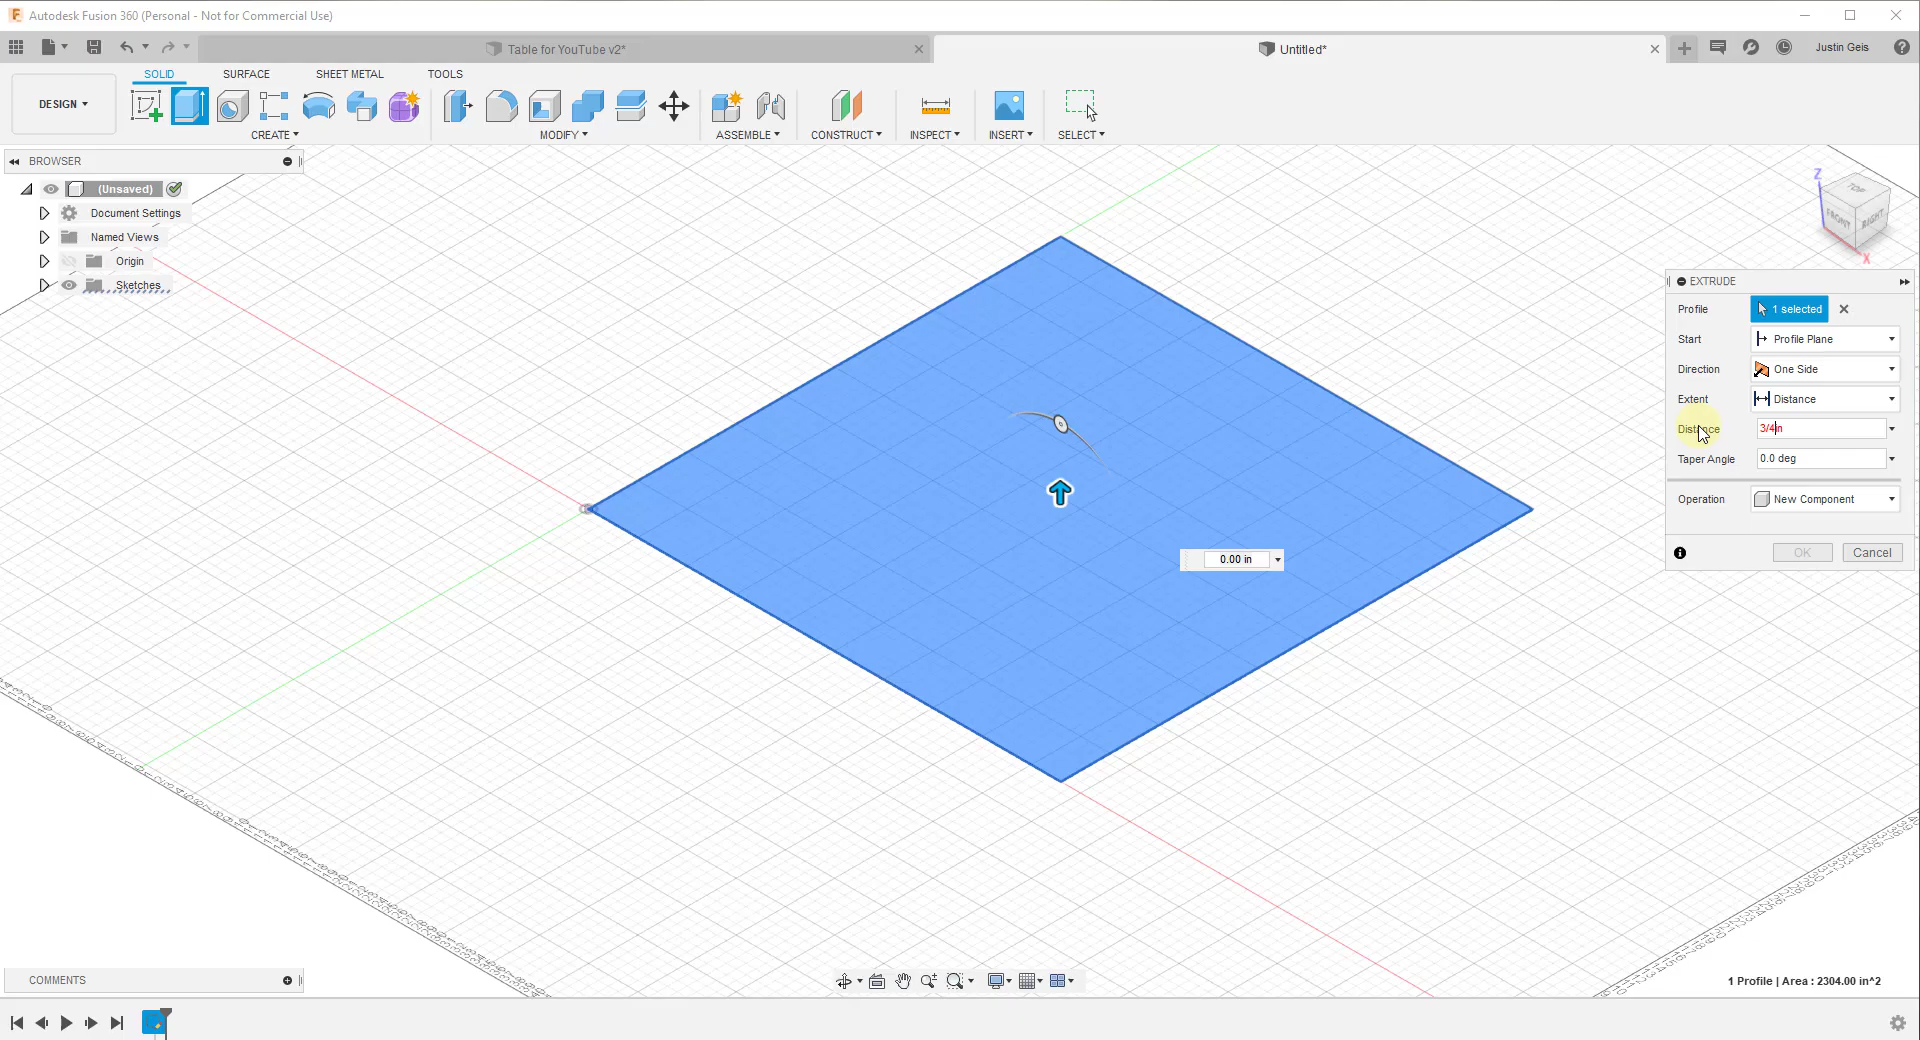 Autodesk Fusion 360 (Personal - Not for Commercial Use)
Table for YouTube v2*
Untitled*
Justin Geis
DESIGN
SOLID
SURFACE
SHEET METAL
TOOLS
CREATE
MODIFY
ASSEMBLE
CONSTRUCT
INSPECT
INSERT
SELECT
BROWSER
(Unsaved)
Document Settings
Named Views
Origin
Sketches
Z
TOP
FRONT
RIGHT
X
EXTRUDE
Profile
1 selected
Start
Profile Plane
Direction
One Side
Extent
Distance
Distance
3/4in
Taper Angle
0.0 deg
Operation
New Component
OK
Cancel
0.00 in
COMMENTS
1 Profile | Area : 2304.00 in^2